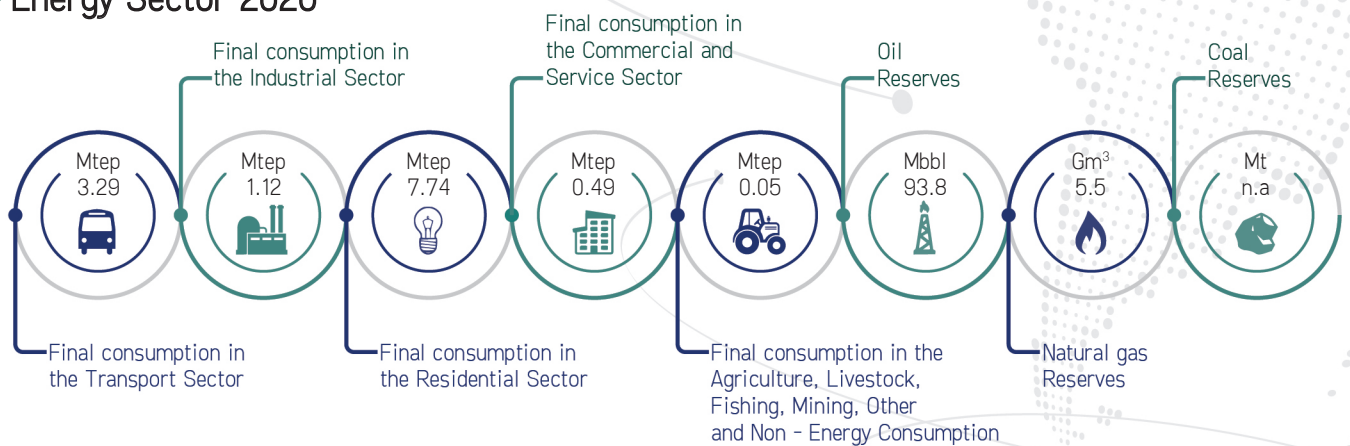 Energy Sector 2020
Final consumption in
the Industrial Sector
Final consumption in
the Commercial and
Service Sector
Oil
Reserves
Coal
Reserves
Mtep
3.29
Mtep
1.12
Mtep
7.74
Mtep
0.49
Mtep
0.05
Mbbl
93.8
Gm³
5.5
Mt
n.a
Final consumption in
the Transport Sector
Final consumption in
the Residential Sector
Final consumption in the
Agriculture, Livestock,
Fishing, Mining, Other
and Non - Energy Consumption
Natural gas
Reserves